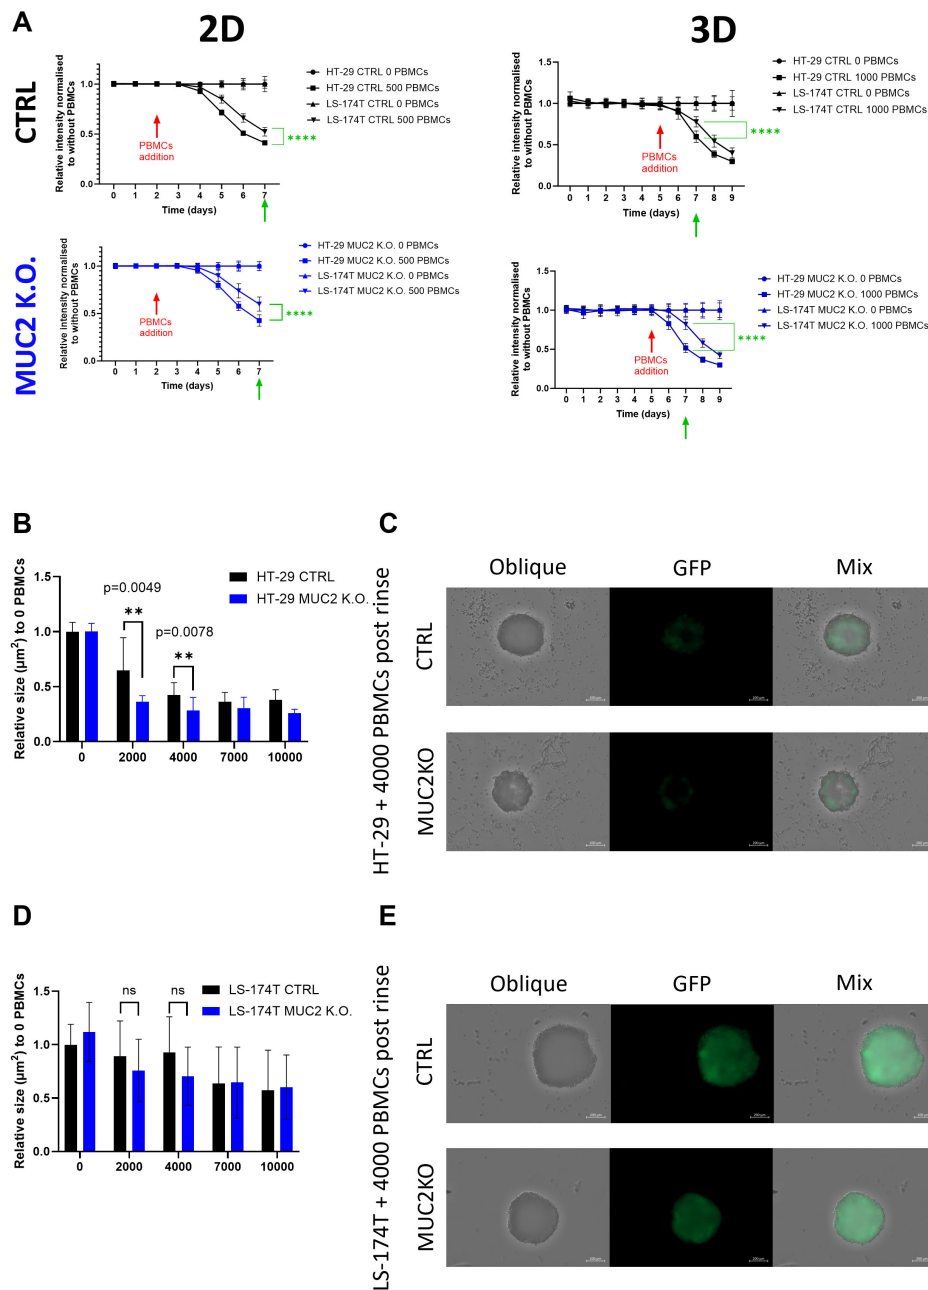 A
2D
3D
CTRL
Relative intensity normalised
to without PBMCs
1.0
0.5
0.0
0 1 2 3 4 5 6 7
Time (days)
PBMCs
addition
****
HT-29 CTRL 0 PBMCs
HT-29 CTRL 500 PBMCs
LS-174T CTRL 0 PBMCs
LS-174T CTRL 500 PBMCs
Relative intensity normalised
to without PBMCs
1.5
1.0
0.5
0.0
0 1 2 3 4 5 6 7 8 9
Time (days)
PBMCs
addition
****
HT-29 CTRL 0 PBMCs
HT-29 CTRL 1000 PBMCs
LS-174T CTRL 0 PBMCs
LS-174T CTRL 1000 PBMCs
MUC2 K.O.
Relative intensity normalised
to without PBMCs
1.0
0.5
0.0
0 1 2 3 4 5 6 7
Time (days)
PBMCs
addition
****
HT-29 MUC2 K.O. 0 PBMCs
HT-29 MUC2 K.O. 500 PBMCs
LS-174T MUC2 K.O. 0 PBMCs
LS-174T MUC2 K.O. 500 PBMCs
Relative intensity normalised
to without PBMCs
1.5
1.0
0.5
0.0
0 1 2 3 4 5 6 7 8 9
Time (days)
PBMCs
addition
****
HT-29 MUC2 K.O. 0 PBMCs
HT-29 MUC2 K.O. 1000 PBMCs
LS-174T MUC2 K.O. 0 PBMCs
LS-174T MUC2 K.O. 1000 PBMCs
B
Relative size (µm²) to 0 PBMCs
1.5
1.0
0.5
0.0
0 2000 4000 7000 10000
p=0.0049
**
p=0.0078
**
HT-29 CTRL
HT-29 MUC2 K.O.
C
HT-29 + 4000 PBMCs post rinse
Oblique GFP Mix
CTRL
MUC2KO
D
Relative size (µm²) to 0 PBMCs
1.5
1.0
0.5
0.0
0 2000 4000 7000 10000
ns
ns
LS-174T CTRL
LS-174T MUC2 K.O.
E
LS-174T + 4000 PBMCs post rinse
Oblique GFP Mix
CTRL
MUC2KO